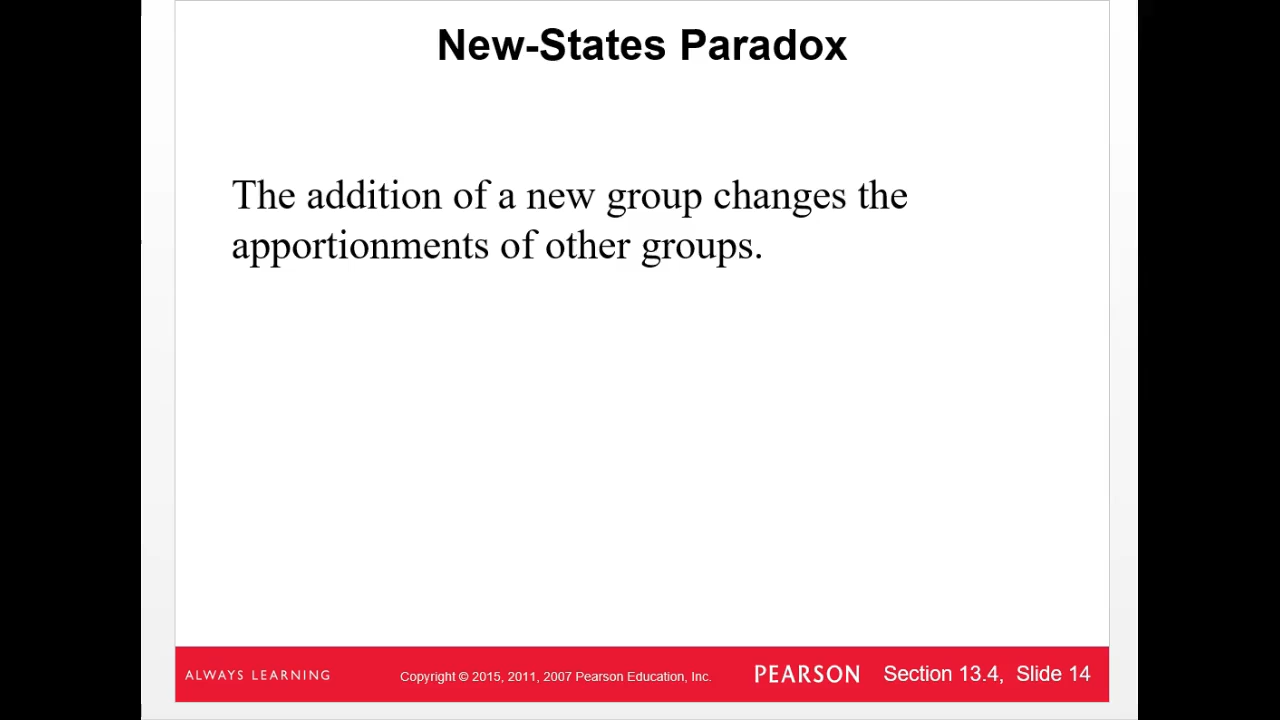 New-States Paradox
The addition of a new group changes the
apportionments of other groups.
ALWAYS LEARNING
Copyright © 2015, 2011, 2007 Pearson Education, Inc.
PEARSON
Section 13.4, Slide 14